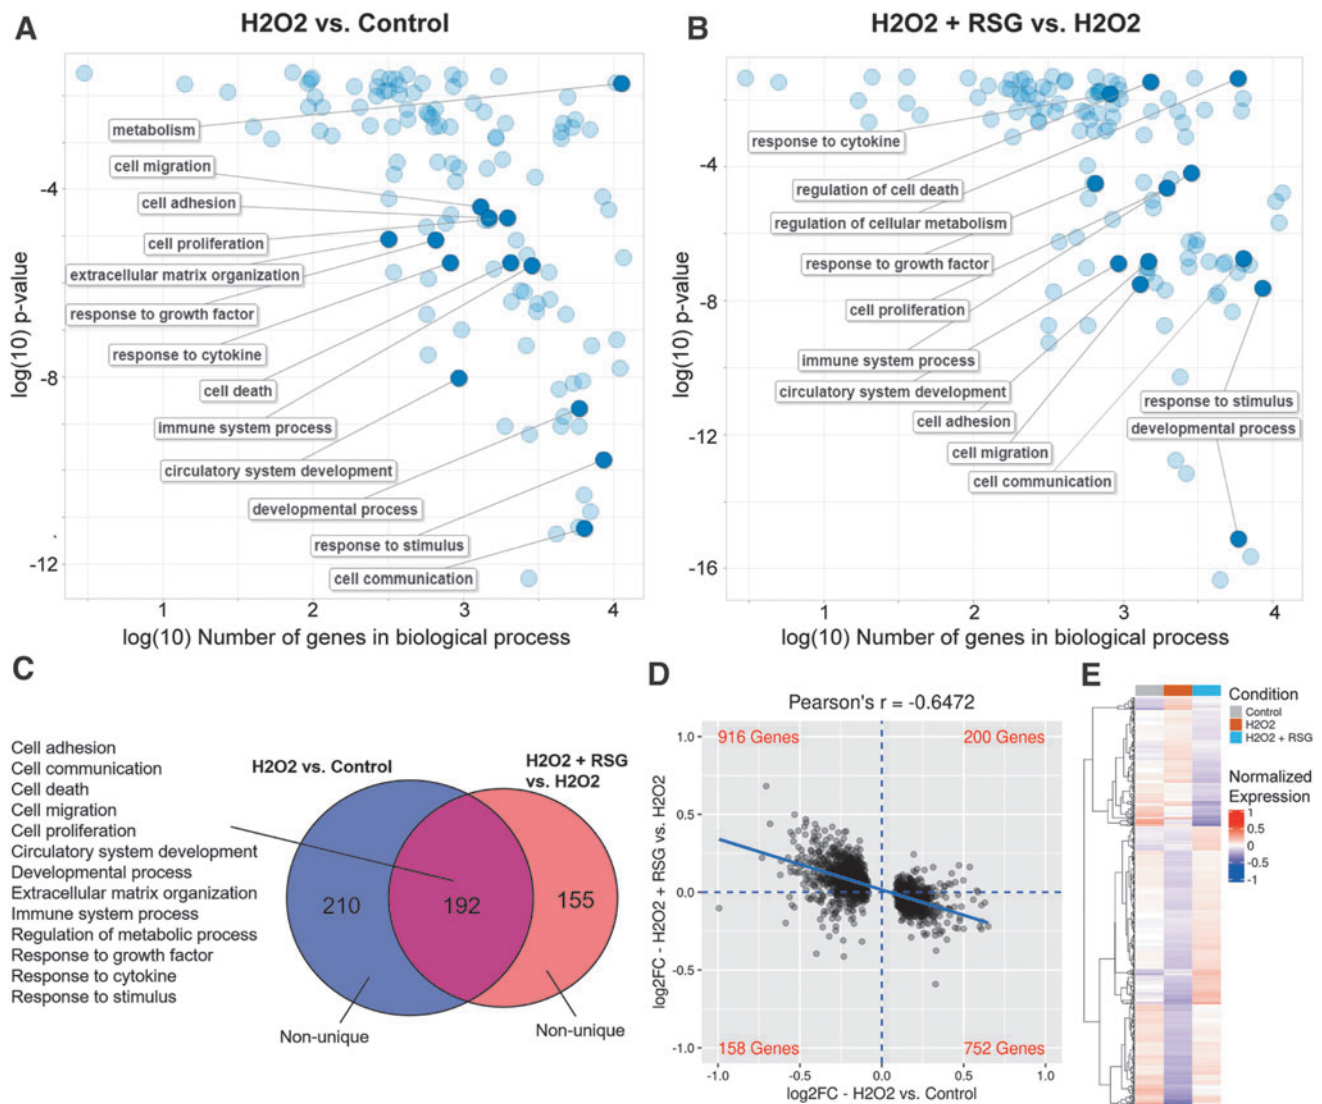 A
H2O2 vs. Control
metabolism
cell migration
cell adhesion
cell proliferation
extracellular matrix organization
response to growth factor
response to cytokine
cell death
immune system process
circulatory system development
developmental process
response to stimulus
cell communication
log(10) p-value
-4
-8
-12
1
2
3
4
log(10) Number of genes in biological process
B
H2O2 + RSG vs. H2O2
response to cytokine
regulation of cell death
regulation of cellular metabolism
response to growth factor
cell proliferation
immune system process
circulatory system development
cell adhesion
cell migration
cell communication
response to stimulus
developmental process
log(10) p-value
-4
-8
-12
-16
1
2
3
4
log(10) Number of genes in biological process
C
Cell adhesion
Cell communication
Cell death
Cell migration
Cell proliferation
Circulatory system development
Developmental process
Extracellular matrix organization
Immune system process
Regulation of metabolic process
Response to growth factor
Response to cytokine
Response to stimulus
H2O2 vs. Control
H2O2 + RSG
vs. H2O2
210
192
155
Non-unique
Non-unique
D
Pearson's r = -0.6472
916 Genes
200 Genes
158 Genes
752 Genes
log2FC - H2O2 + RSG vs. H2O2
1.0
0.5
0.0
-0.5
-1.0
-1.0
-0.5
0.0
0.5
1.0
log2FC - H2O2 vs. Control
E
Condition
Control
H2O2
H2O2 + RSG
Normalized
Expression
1
0.5
0
-0.5
-1